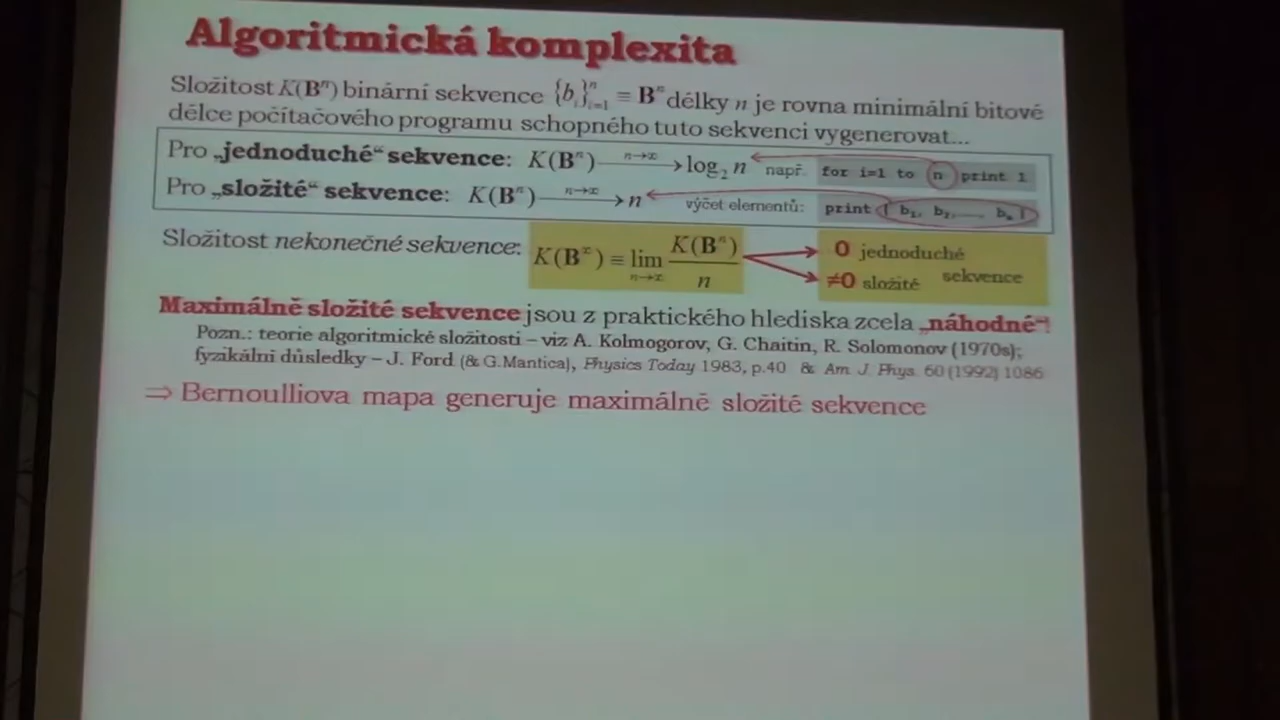 Algoritmická komplexita
Složitost K(Bⁿ) binární sekvence {bᵢ}ⁿᵢ₌₁ ≡ Bⁿ délky n je rovna minimální bitové
délce počítačového programu schopného tuto sekvenci vygenerovat...
Pro „jednoduché“ sekvence: K(Bⁿ) n→∞ → log₂ n např. for i=1 to n print 1
Pro „složité“ sekvence: K(Bⁿ) n→∞ → n výčet elementů: print [ b₁, b₂,..., bₙ ]
Složitost nekonečné sekvence: K(B^∞) ≡ lim n→∞ K(Bⁿ)/n
0 jednoduché
≠0 složité
sekvence
Maximálně složité sekvence jsou z praktického hlediska zcela „náhodné“!
Pozn.: teorie algoritmické složitosti – viz A. Kolmogorov, G. Chaitin, R. Solomonov (1970s);
fyzikální důsledky – J. Ford (& G.Mantica), Physics Today 1983, p.40 & Am. J. Phys. 60 (1992) 1086
⇒ Bernoulliova mapa generuje maximálně složité sekvence